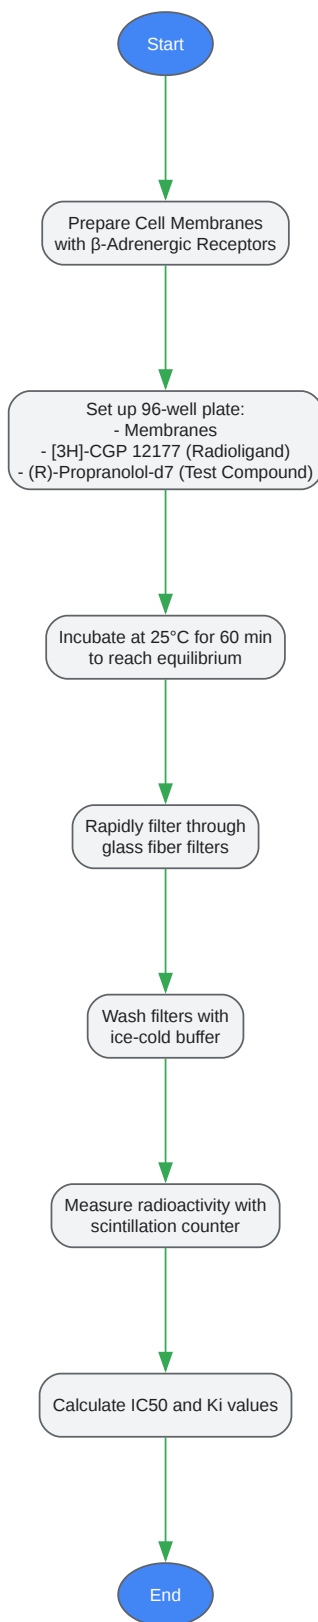 Start
Prepare Cell Membranes
with β-Adrenergic Receptors
Set up 96-well plate:
- Membranes
- [3H]-CGP 12177 (Radioligand)
- (R)-Propranolol-d7 (Test Compound)
Incubate at 25°C for 60 min
to reach equilibrium
Rapidly filter through
glass fiber filters
Wash filters with
ice-cold buffer
Measure radioactivity with
scintillation counter
Calculate IC50 and Ki values
End